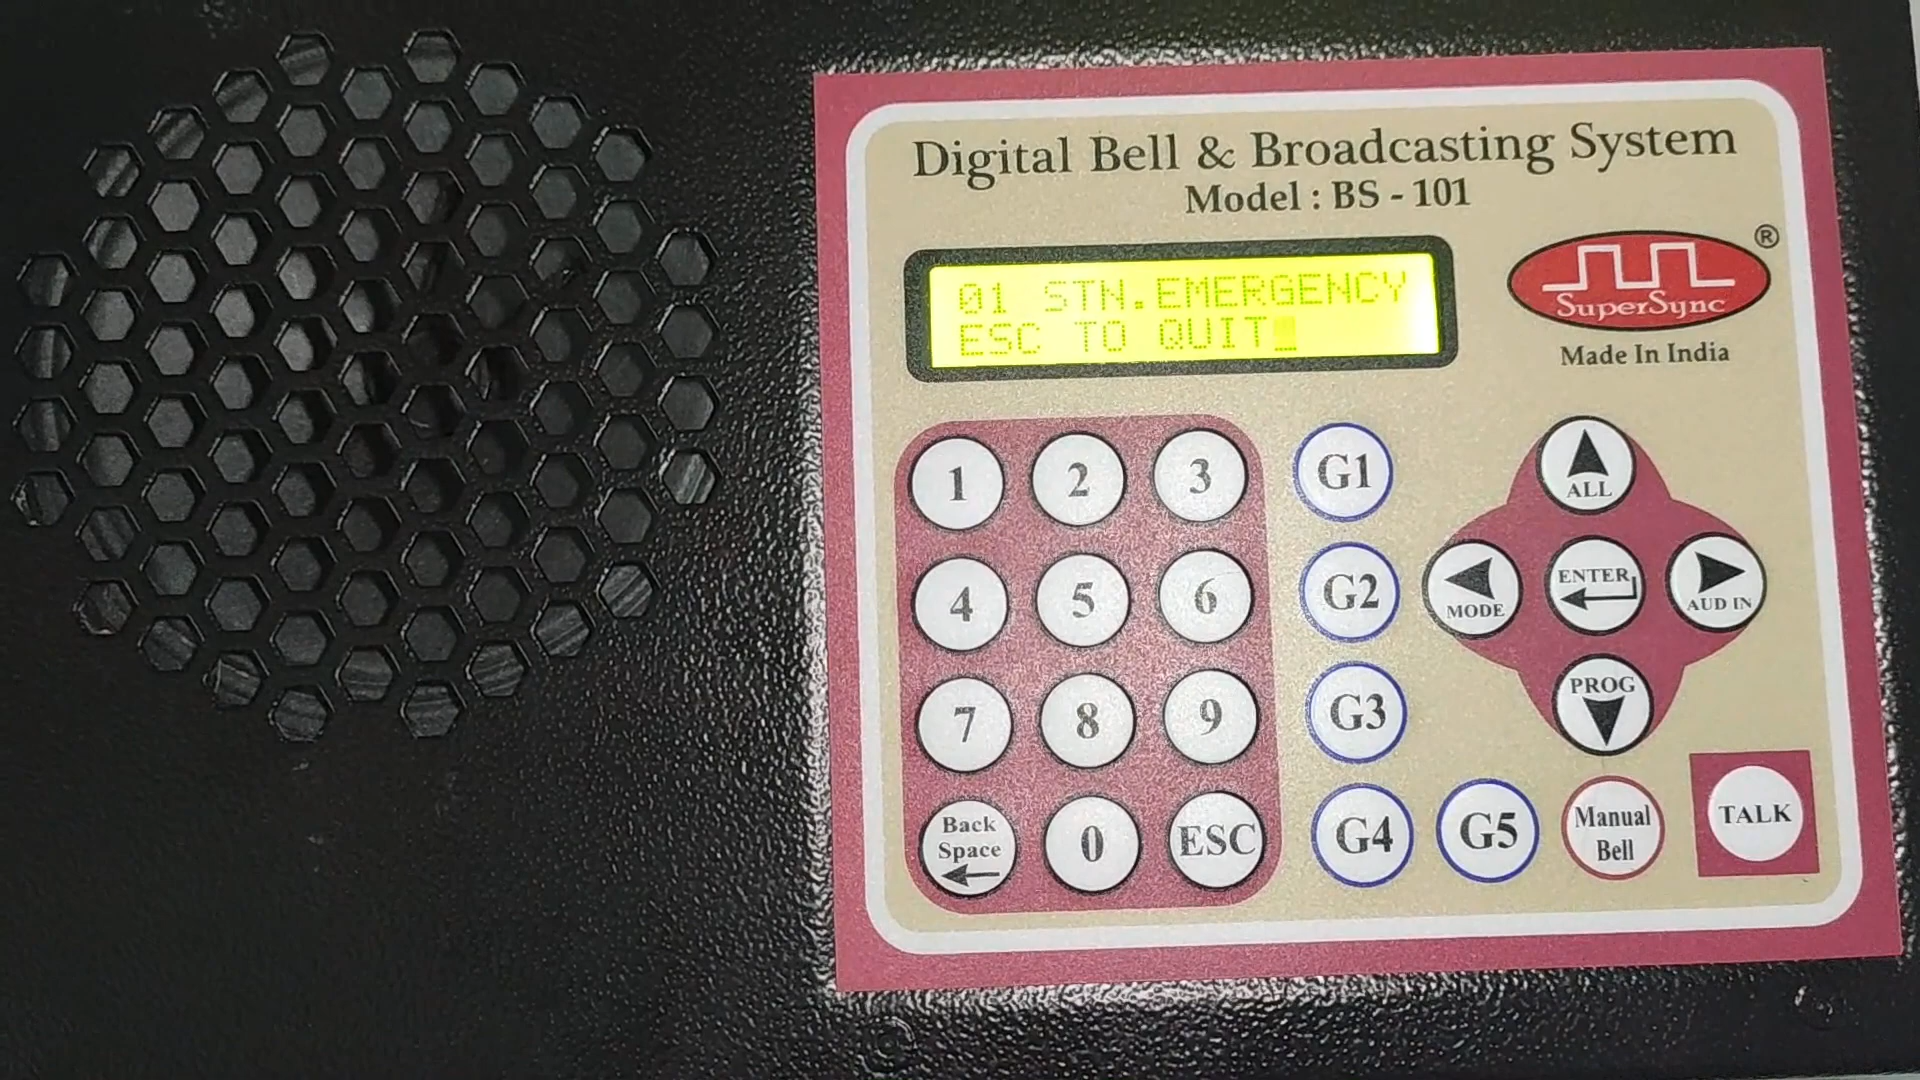 Digital Bell & Broadcasting System
Model : BS - 101
01 STN.EMERGENCY
ESC TO QUIT
®
SuperSync
Made In India
1 2 3
4 5 6
7 8 9
Back
Space
0
ESC
G1
G2
G3
G4 G5
ALL
MODE
ENTER
AUD IN
PROG
Manual
Bell
TALK